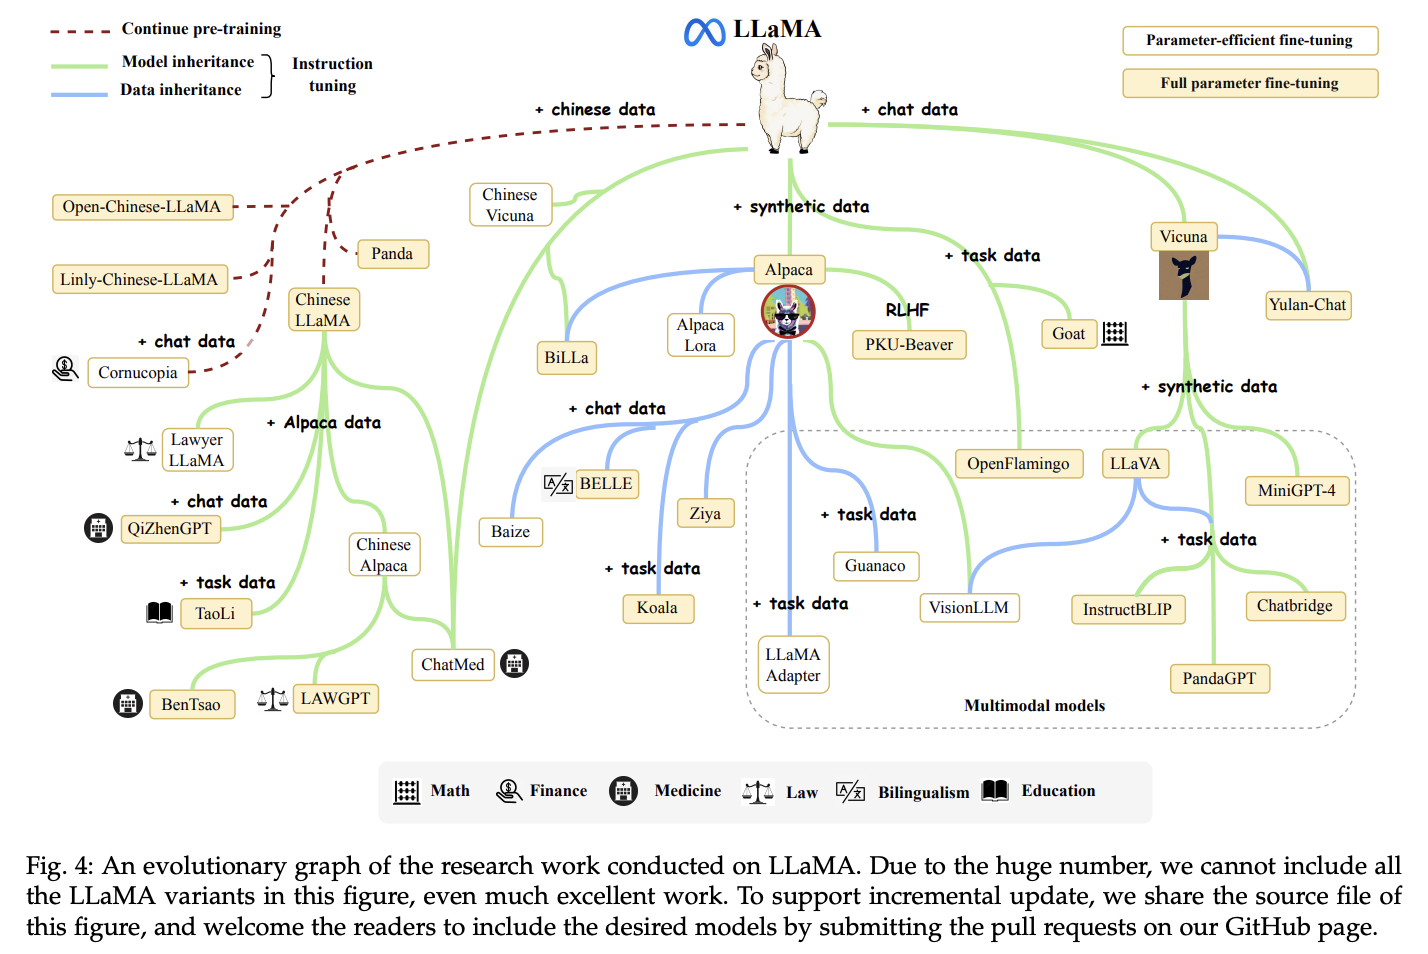 Continue pre-training
Model inheritance
Data inheritance
Instruction
tuning
LLaMA
Parameter-efficient fine-tuning
Full parameter fine-tuning
+ chinese data
+ chat data
Open-Chinese-LLaMA
Linly-Chinese-LLaMA
Panda
Chinese
LLaMA
+ chat data
Cornucopia
Chinese
Vicuna
+ synthetic data
+ task data
Vicuna
Yulan-Chat
Alpaca
BiLLa
Alpaca
Lora
RLHF
PKU-Beaver
Goat
+ Alpaca data
Lawyer
LLaMA
+ chat data
QiZhenGPT
+ task data
TaoLi
Chinese
Alpaca
ChatMed
BenTsao
LAWGPT
+ chat data
Baize
BELLE
Ziya
+ task data
Koala
+ synthetic data
OpenFlamingo
LLaVA
MiniGPT-4
+ task data
Guanaco
+ task data
LLaMA
Adapter
VisionLLM
+ task data
InstructBLIP
Chatbridge
PandaGPT
Multimodal models
Math
Finance
Medicine
Law
Bilingualism
Education
Fig. 4: An evolutionary graph of the research work conducted on LLaMA. Due to the huge number, we cannot include all
the LLaMA variants in this figure, even much excellent work. To support incremental update, we share the source file of
this figure, and welcome the readers to include the desired models by submitting the pull requests on our GitHub page.